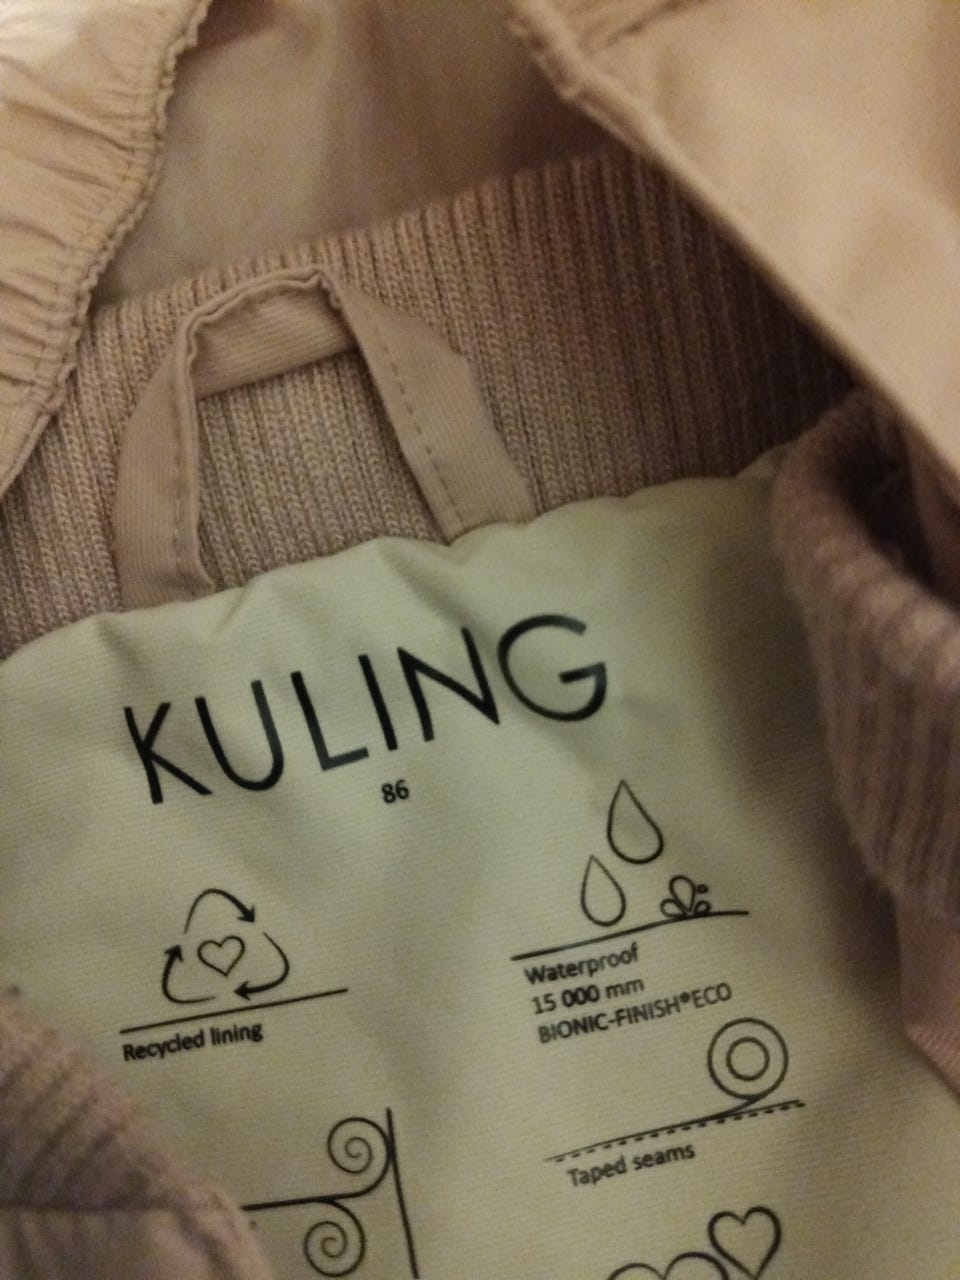 KULING
86
Recycled lining
Waterproof
15 000 mm
BIONIC-FINISH®ECO
Taped seams